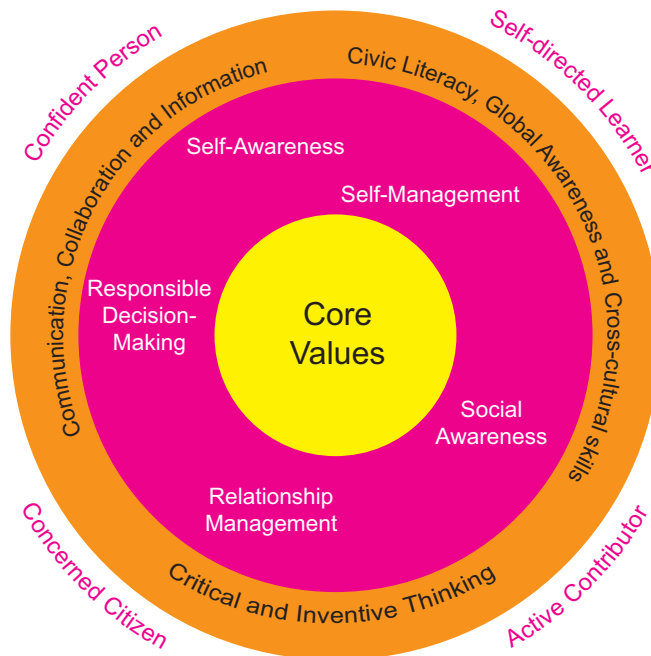 Confident Person
Self-directed Learner
Communication, Collaboration and Information
Civic Literacy, Global Awareness and Cross-cultural skills
Self-Awareness
Self-Management
Responsible
Decision-
Making
Core
Values
Social
Awareness
Relationship
Management
Critical and Inventive Thinking
Concerned Citizen
Active Contributor